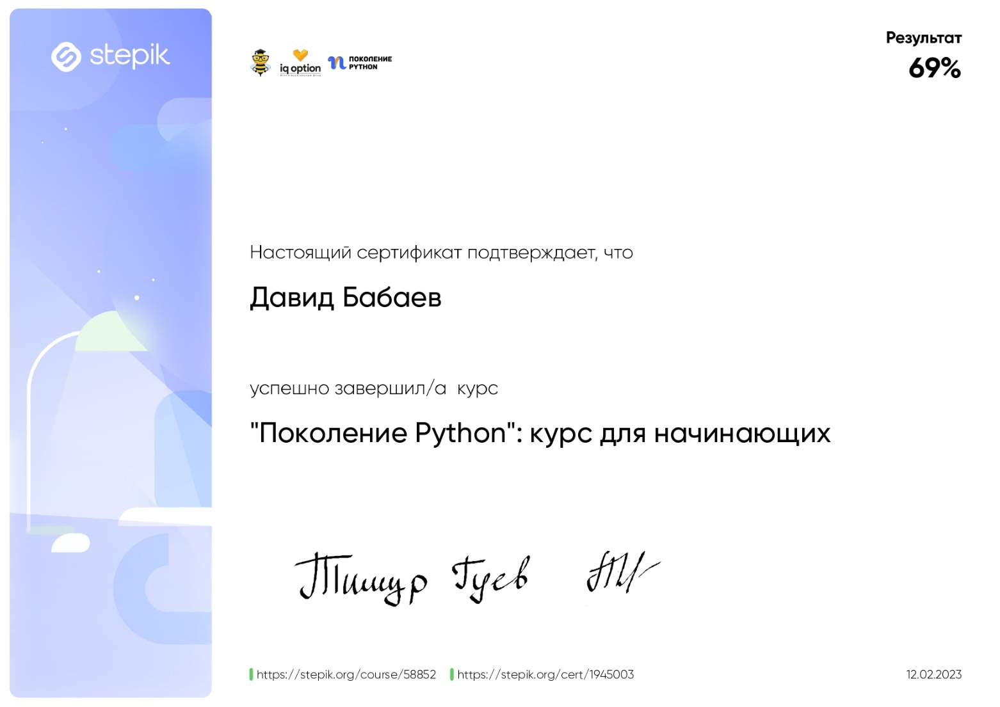 stepik
iq option
ПОКОЛЕНИЕ
PYTHON
Результат
69%
Настоящий сертификат подтверждает, что
Давид Бабаев
успешно завершил/а курс
"Поколение Python": курс для начинающих
Тимур Гуев
https://stepik.org/course/58852 https://stepik.org/cert/1945003
12.02.2023